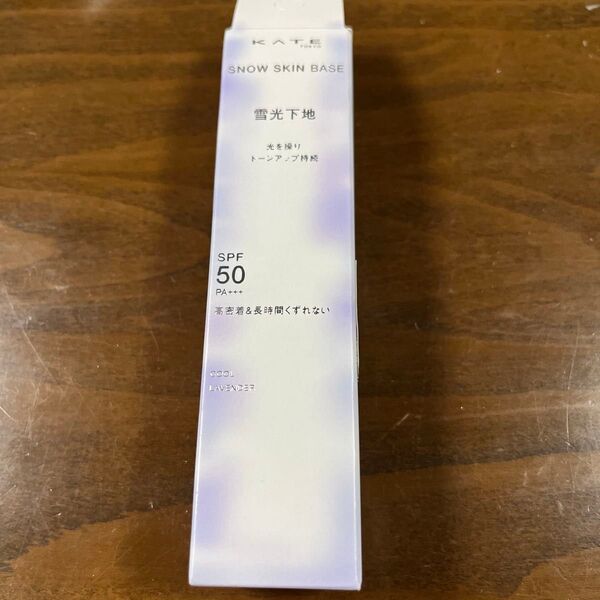 KATE
TOKYO
SNOW SKIN BASE
雪光下地
光を操り
トーンアップ持続
SPF
50
PA+++
高密着&長時間くずれない
COOL
LAVENDER